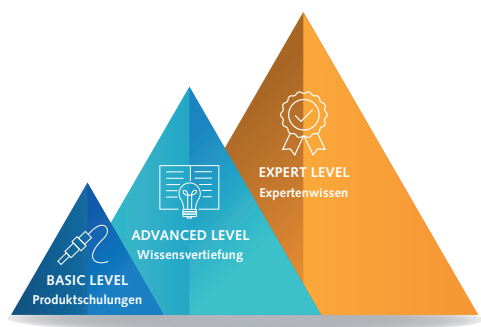 EXPERT LEVEL
Expertenwissen
ADVANCED LEVEL
Wissensvertiefung
BASIC LEVEL
Produktschulungen